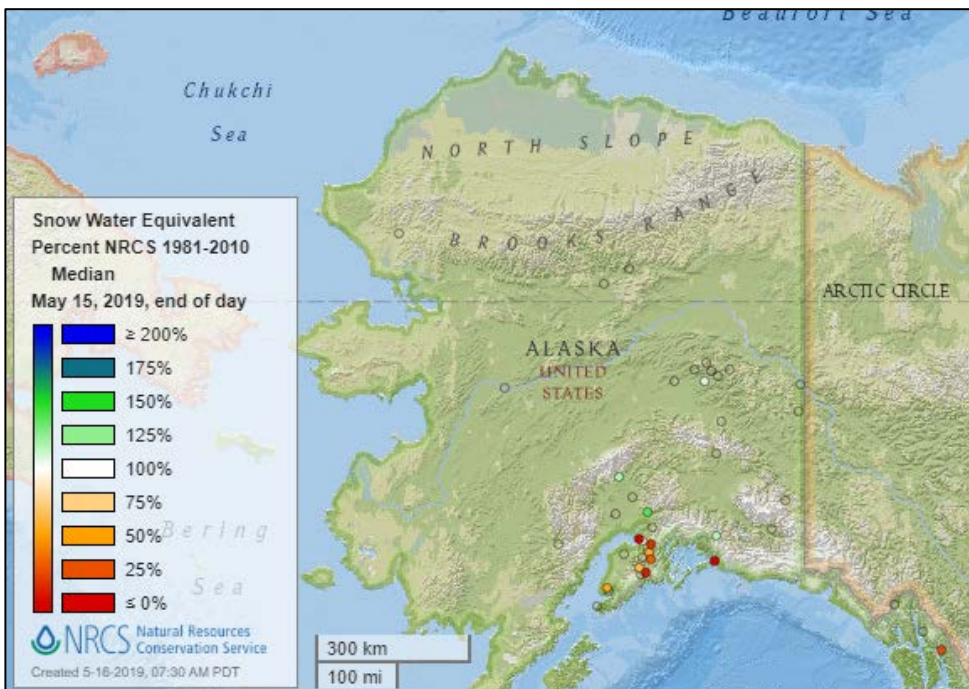 Beaufort Sea
Chukchi
Sea
NORTH SLOPE
BROOKS RANGE
ARCTIC CIRCLE
ALASKA
UNITED
STATES
Bering
Sea
Snow Water Equivalent
Percent NRCS 1981-2010
Median
May 15, 2019, end of day
≥ 200%
175%
150%
125%
100%
75%
50%
25%
≤ 0%
NRCS Natural Resources
Conservation Service
Created 5-16-2019, 07:30 AM PDT
300 km
100 mi